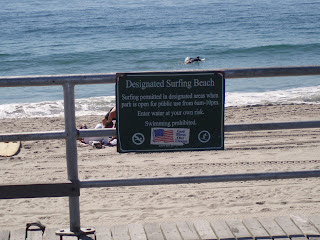 Designated Surfing Beach
Surfing permitted in designated areas when
park is open for public use from 6am-10pm.
Enter water at your own risk.
Swimming prohibited.